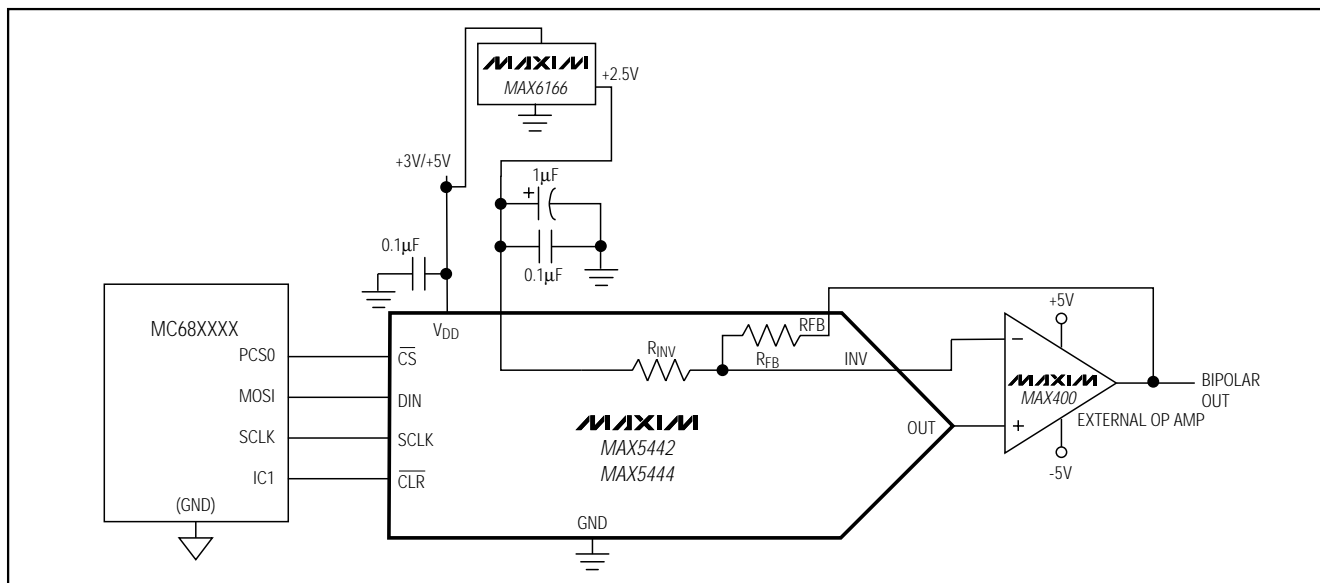 MAXIM
MAX6166
+2.5V
+3V/+5V
1µF
+
0.1µF
0.1µF
MC68XXXX
PCS0
MOSI
SCLK
IC1
(GND)
VDD
CS
DIN
SCLK
CLR
RINV
RFB
RFB
INV
MAXIM
MAX5442
MAX5444
OUT
GND
+5V
−
MAXIM
MAX400
+
EXTERNAL OP AMP
-5V
BIPOLAR
OUT